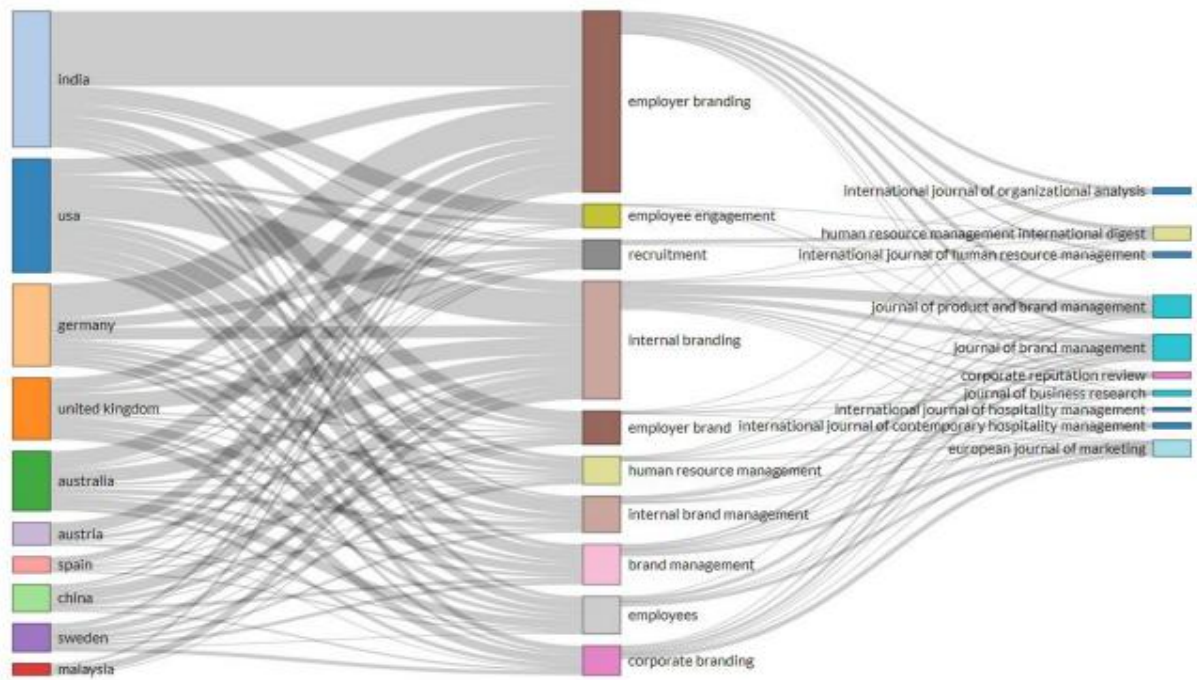 india
usa
germany
united kingdom
australia
austria
spain
china
sweden
malaysia
employer branding
employee engagement
recruitment
internal branding
employer brand
human resource management
internal brand management
brand management
employees
corporate branding
international journal of organizational analysis
human resource management international digest
international journal of human resource management
journal of product and brand management
journal of brand management
corporate reputation review
journal of business research
international journal of hospitality management
international journal of contemporary hospitality management
european journal of marketing